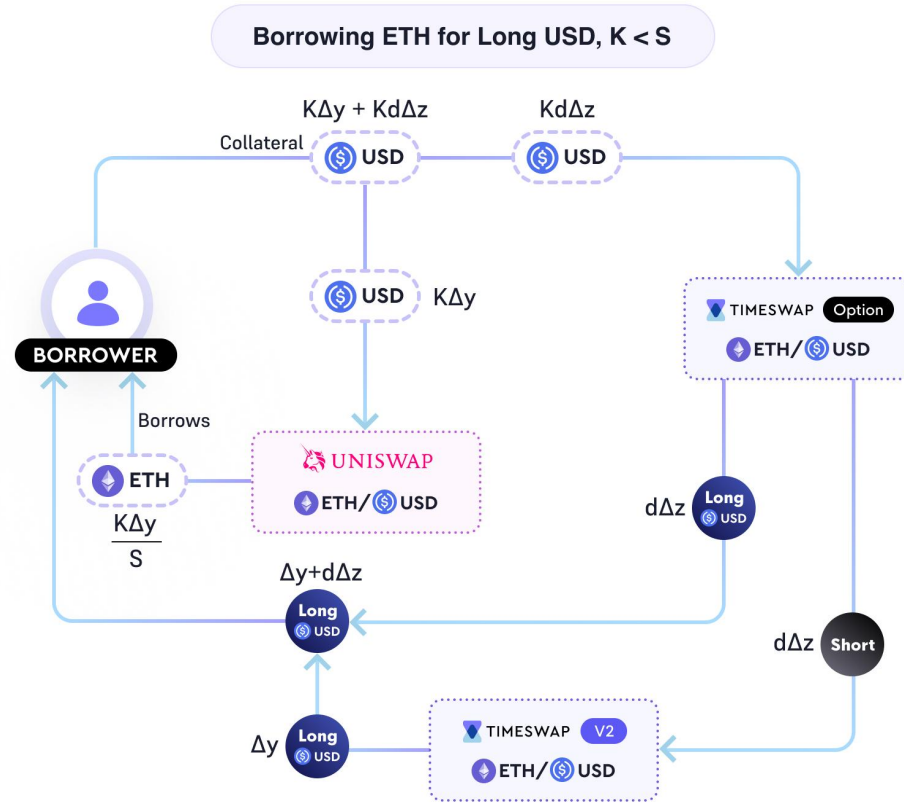 Borrowing ETH for Long USD, K < S
KΔy + KdΔz
KdΔz
Collateral
USD
USD
USD
KΔy
TIMESWAP Option
ETH/USD
BORROWER
Borrows
ETH
KΔy
S
UNISWAP
ETH/USD
dΔz
Long
USD
Δy+dΔz
Long
USD
dΔz
Short
Δy
Long
USD
TIMESWAP V2
ETH/USD